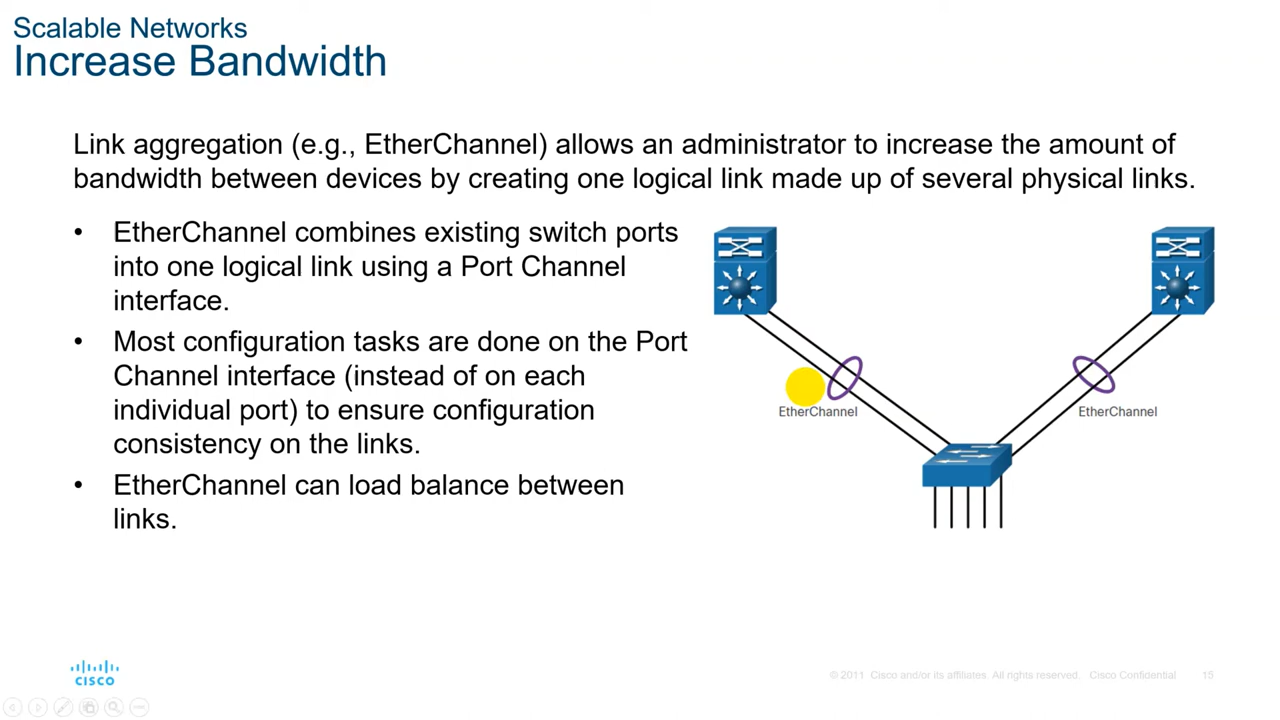 Scalable Networks
Increase Bandwidth
Link aggregation (e.g., EtherChannel) allows an administrator to increase the amount of
bandwidth between devices by creating one logical link made up of several physical links.
• EtherChannel combines existing switch ports
into one logical link using a Port Channel
interface.
• Most configuration tasks are done on the Port
Channel interface (instead of on each
individual port) to ensure configuration
consistency on the links.
• EtherChannel can load balance between
links.
EtherChannel
EtherChannel
CISCO
© 2011 Cisco and/or its affiliates. All rights reserved. Cisco Confidential 15